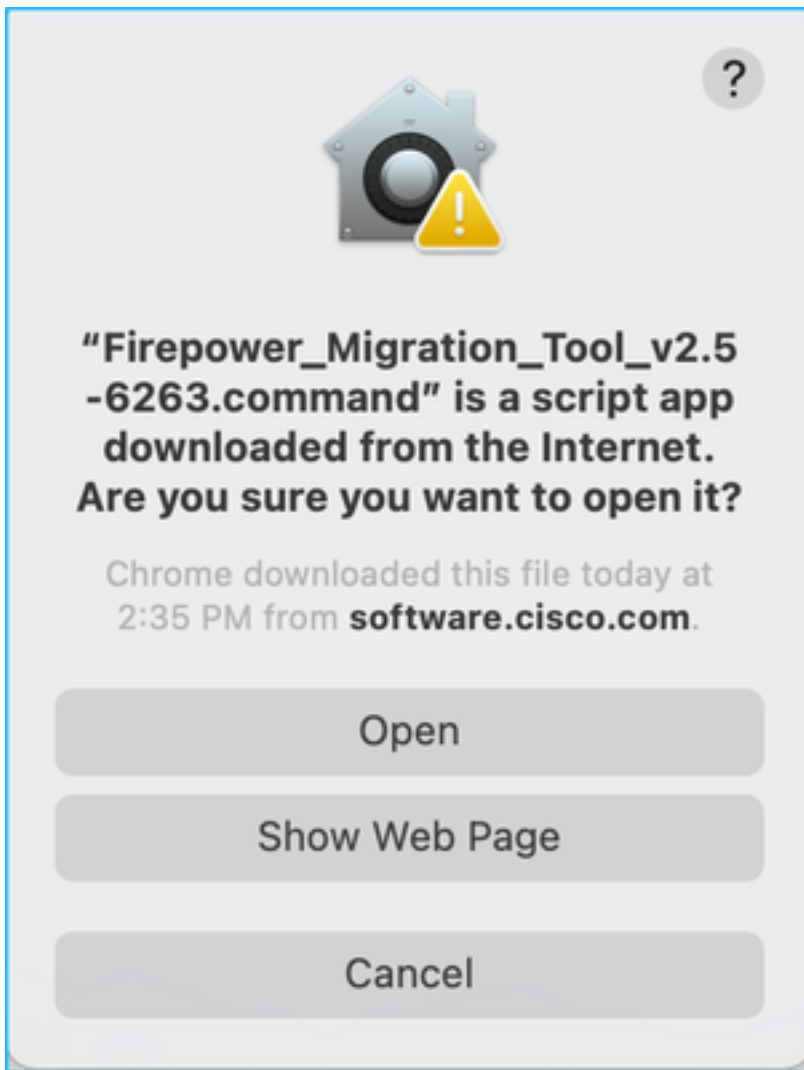 ?
“Firepower_Migration_Tool_v2.5
-6263.command” is a script app
downloaded from the Internet.
Are you sure you want to open it?
Chrome downloaded this file today at
2:35 PM from software.cisco.com.
Open
Show Web Page
Cancel